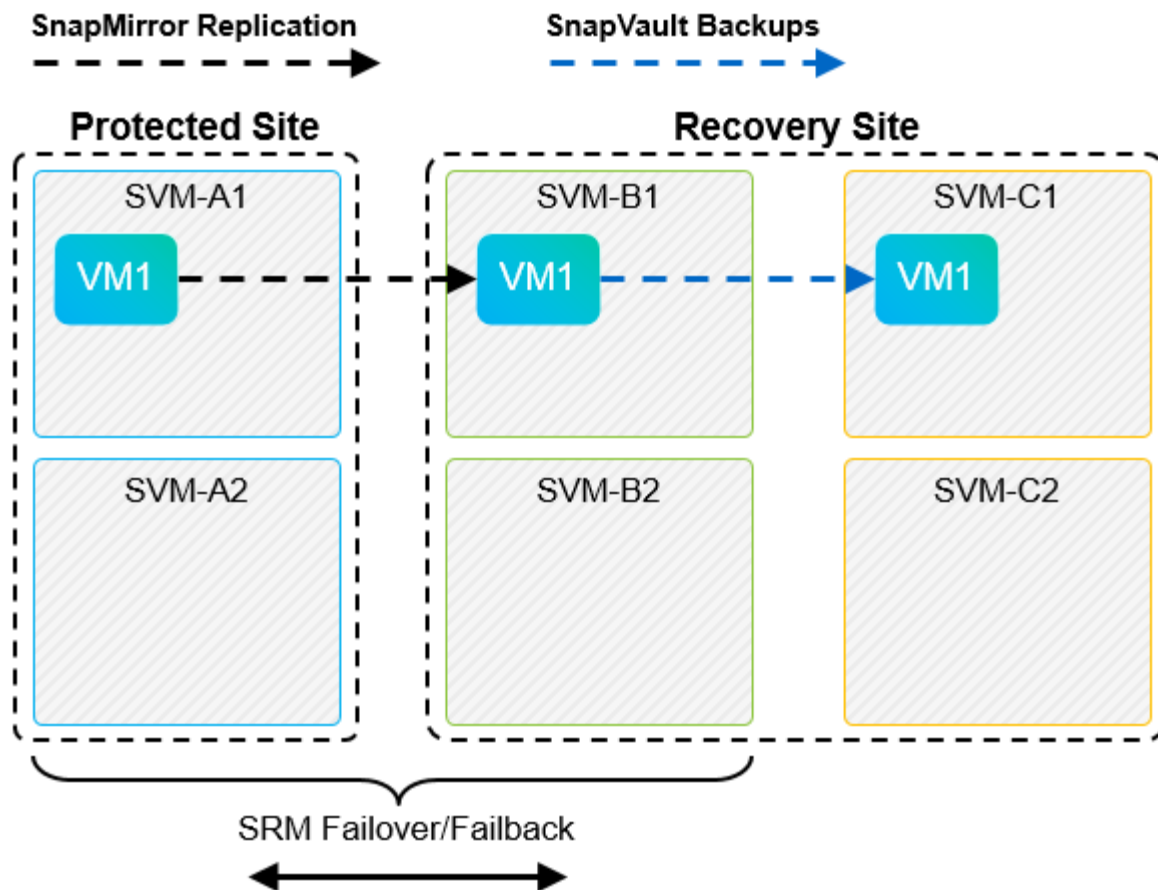 SnapMirror Replication
SnapVault Backups
Protected Site
Recovery Site
SVM-A1
SVM-B1
SVM-C1
VM1
VM1
VM1
SVM-A2
SVM-B2
SVM-C2
SRM Failover/Failback